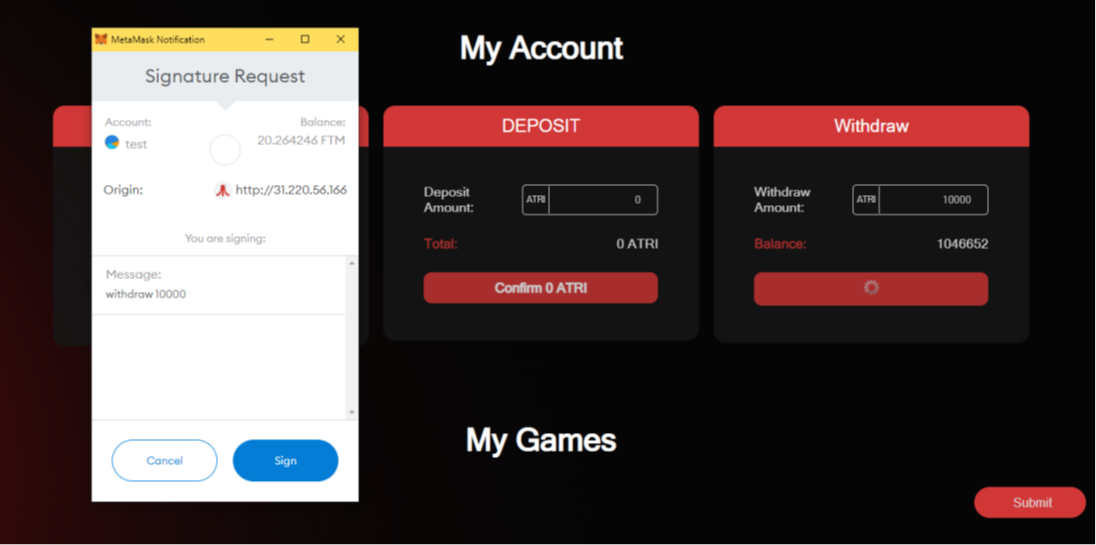 MetaMask Notification
My Account
Signature Request
Account:
Balance:
test
20.264246 FTM
Origin:
http://31.220.56.166
You are signing:
Message:
withdraw 10000
Cancel
Sign
DEPOSIT
Deposit
Amount:
ATRI
0
Total:
0 ATRI
Confirm 0 ATRI
Withdraw
Withdraw
Amount:
ATRI
10000
Balance:
1046652
My Games
Submit